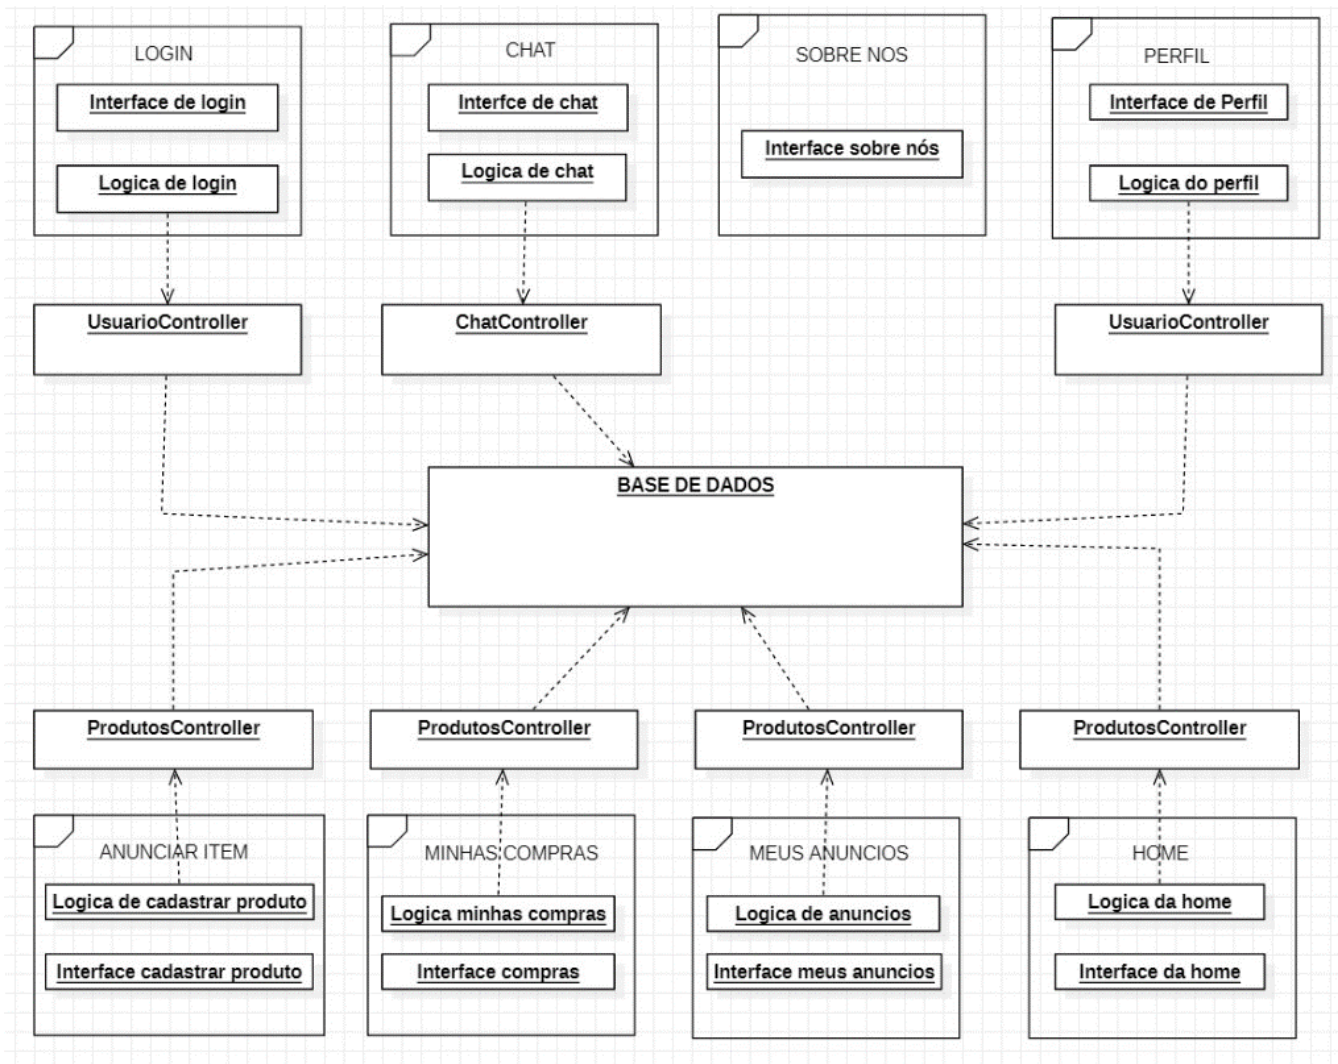 LOGIN
Interface de login
Logica de login
CHAT
Interfce de chat
Logica de chat
SOBRE NOS
Interface sobre nós
PERFIL
Interface de Perfil
Logica do perfil
UsuarioController
ChatController
UsuarioController
BASE DE DADOS
ProdutosController
ProdutosController
ProdutosController
ProdutosController
ANUNCIAR ITEM
Logica de cadastrar produto
Interface cadastrar produto
MINHAS COMPRAS
Logica minhas compras
Interface compras
MEUS ANUNCIOS
Logica de anuncios
Interface meus anuncios
HOME
Logica da home
Interface da home